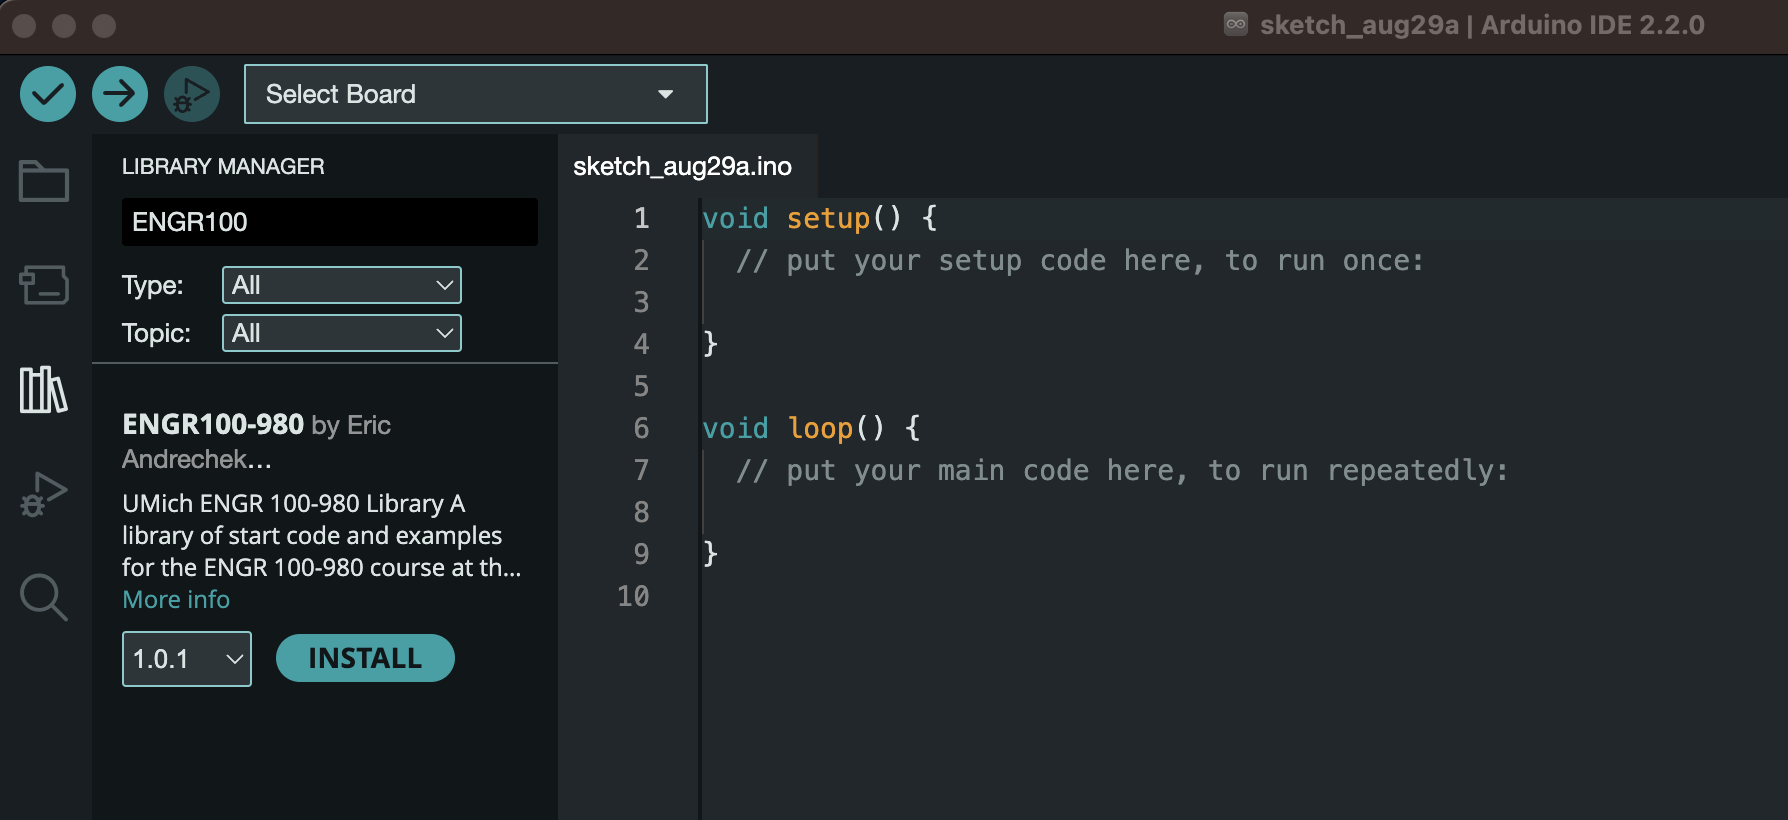 sketch_aug29a | Arduino IDE 2.2.0
Select Board
LIBRARY MANAGER
ENGR100
Type: All
Topic: All
ENGR100-980 by Eric
Andrechek...
UMich ENGR 100-980 Library A
library of start code and examples
for the ENGR 100-980 course at th...
More info
1.0.1 INSTALL
sketch_aug29a.ino
1 void setup() {
2   // put your setup code here, to run once:
3
4 }
5
6 void loop() {
7   // put your main code here, to run repeatedly:
8
9 }
10